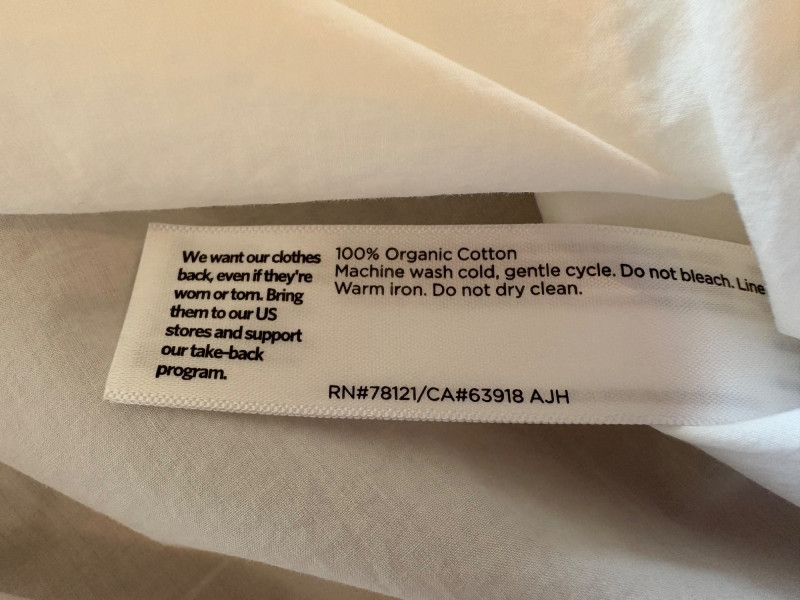 We want our clothes
back, even if they're
worn or torn. Bring
them to our US
stores and support
our take-back
program.
100% Organic Cotton
Machine wash cold, gentle cycle. Do not bleach. Line
Warm iron. Do not dry clean.
RN#78121/CA#63918 AJH